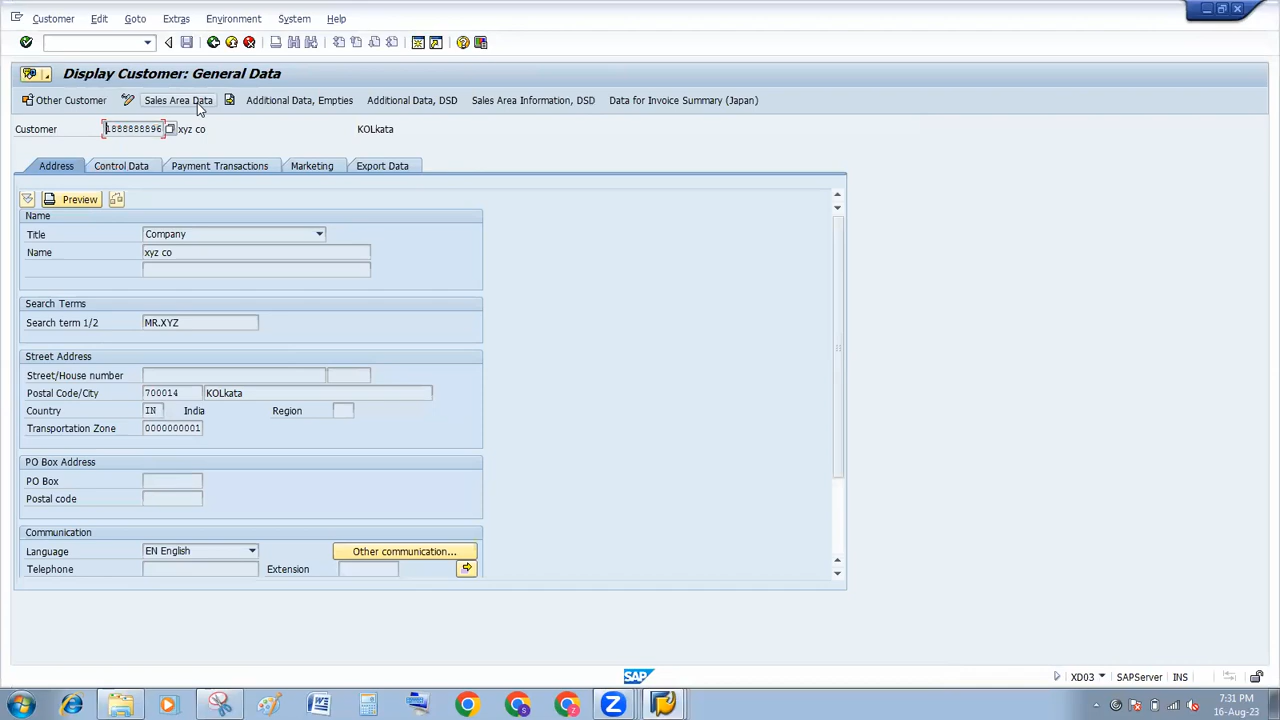 Customer Edit Goto Extras Environment System Help
Display Customer: General Data
Other Customer Sales Area Data Additional Data, Empties Additional Data, DSD Sales Area Information, DSD Data for Invoice Summary (Japan)
Customer 1888888896 xyz co KOLkata
Address Control Data Payment Transactions Marketing Export Data
Preview
Name
Title Company
Name xyz co
Search Terms
Search term 1/2 MR.XYZ
Street Address
Street/House number
Postal Code/City 700014 KOLkata
Country IN India Region
Transportation Zone 0000000001
PO Box Address
PO Box
Postal code
Communication
Language EN English Other communication...
Telephone Extension
SAP XD03 SAPServer INS
7:31 PM
16-Aug-23